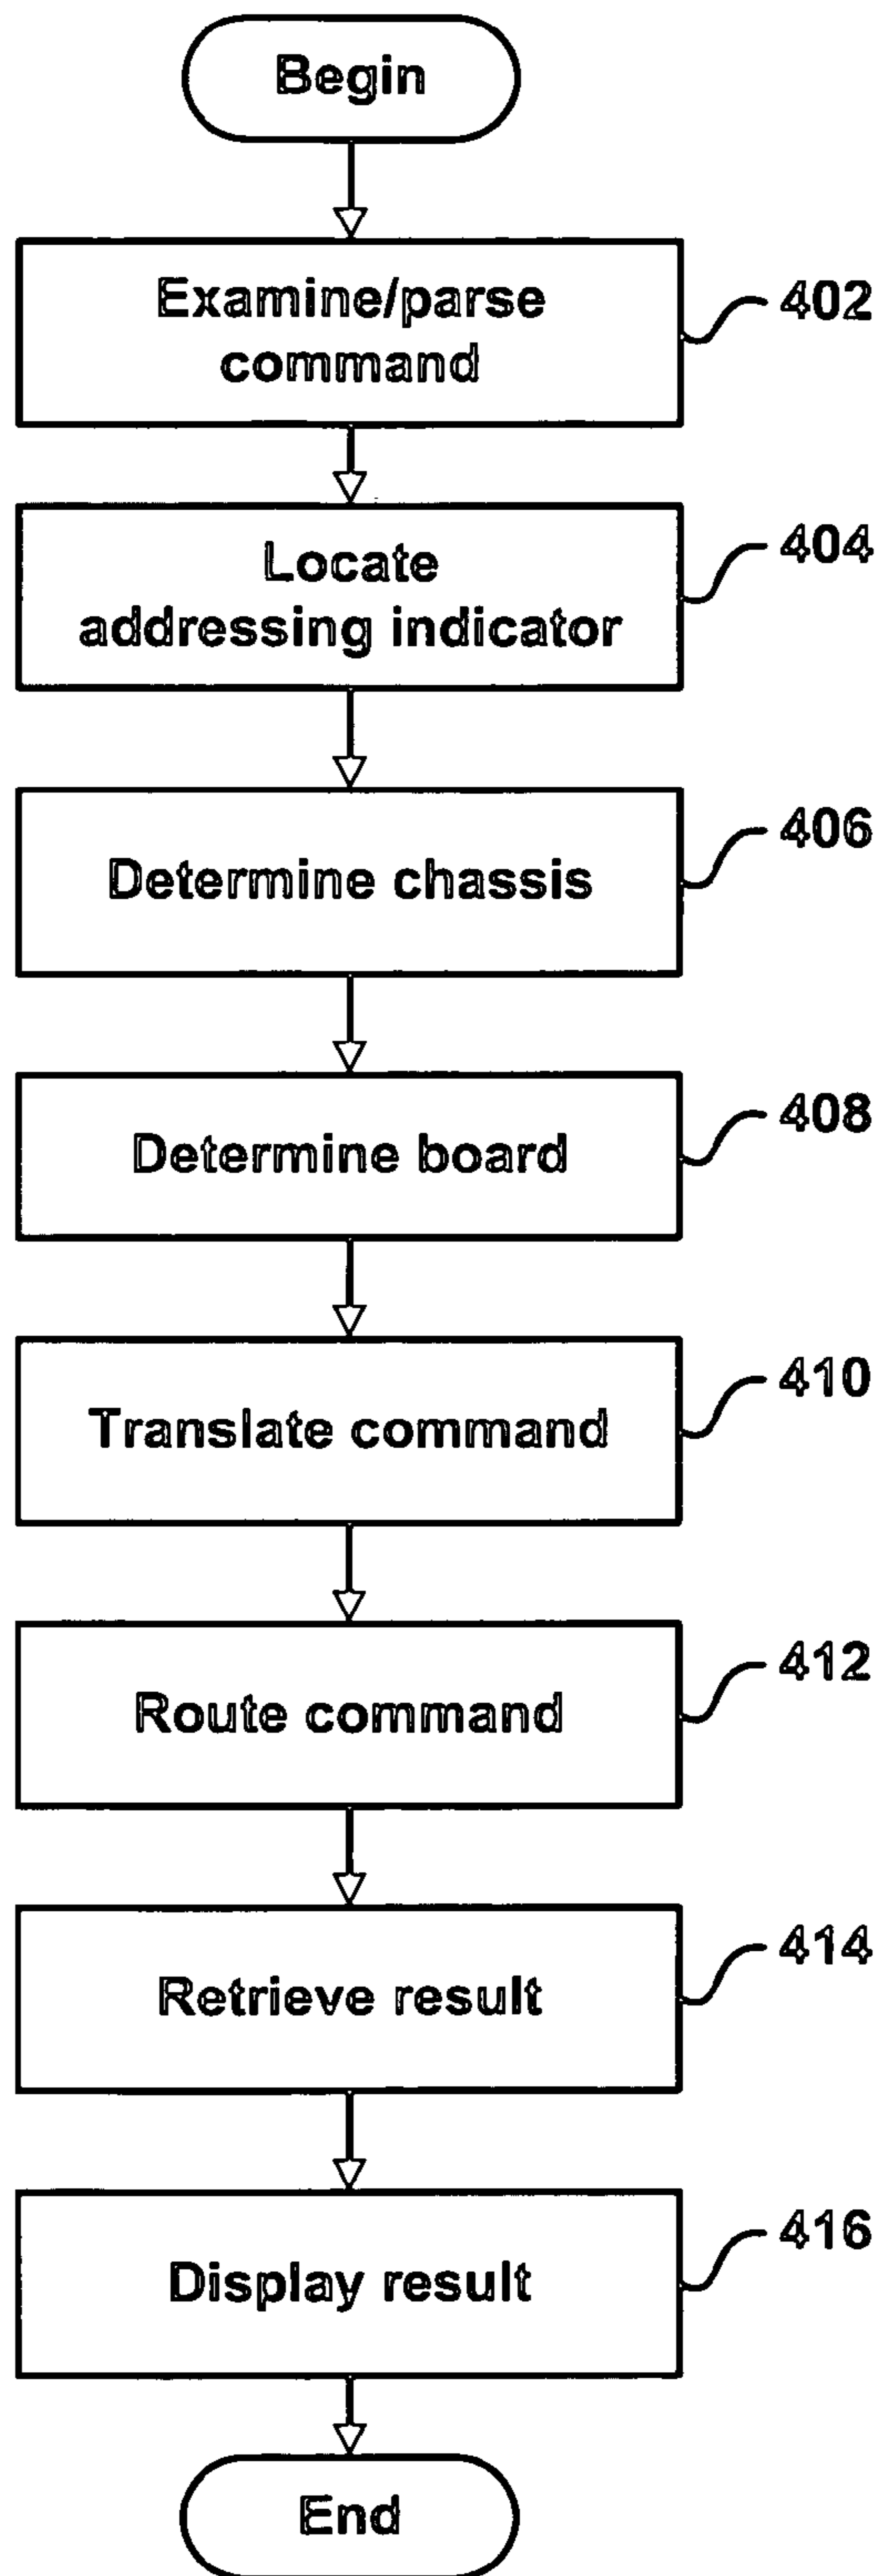 Begin
Examine/parse
command
402
Locate
addressing indicator
404
Determine chassis
406
Determine board
408
Translate command
410
Route command
412
Retrieve result
414
Display result
416
End